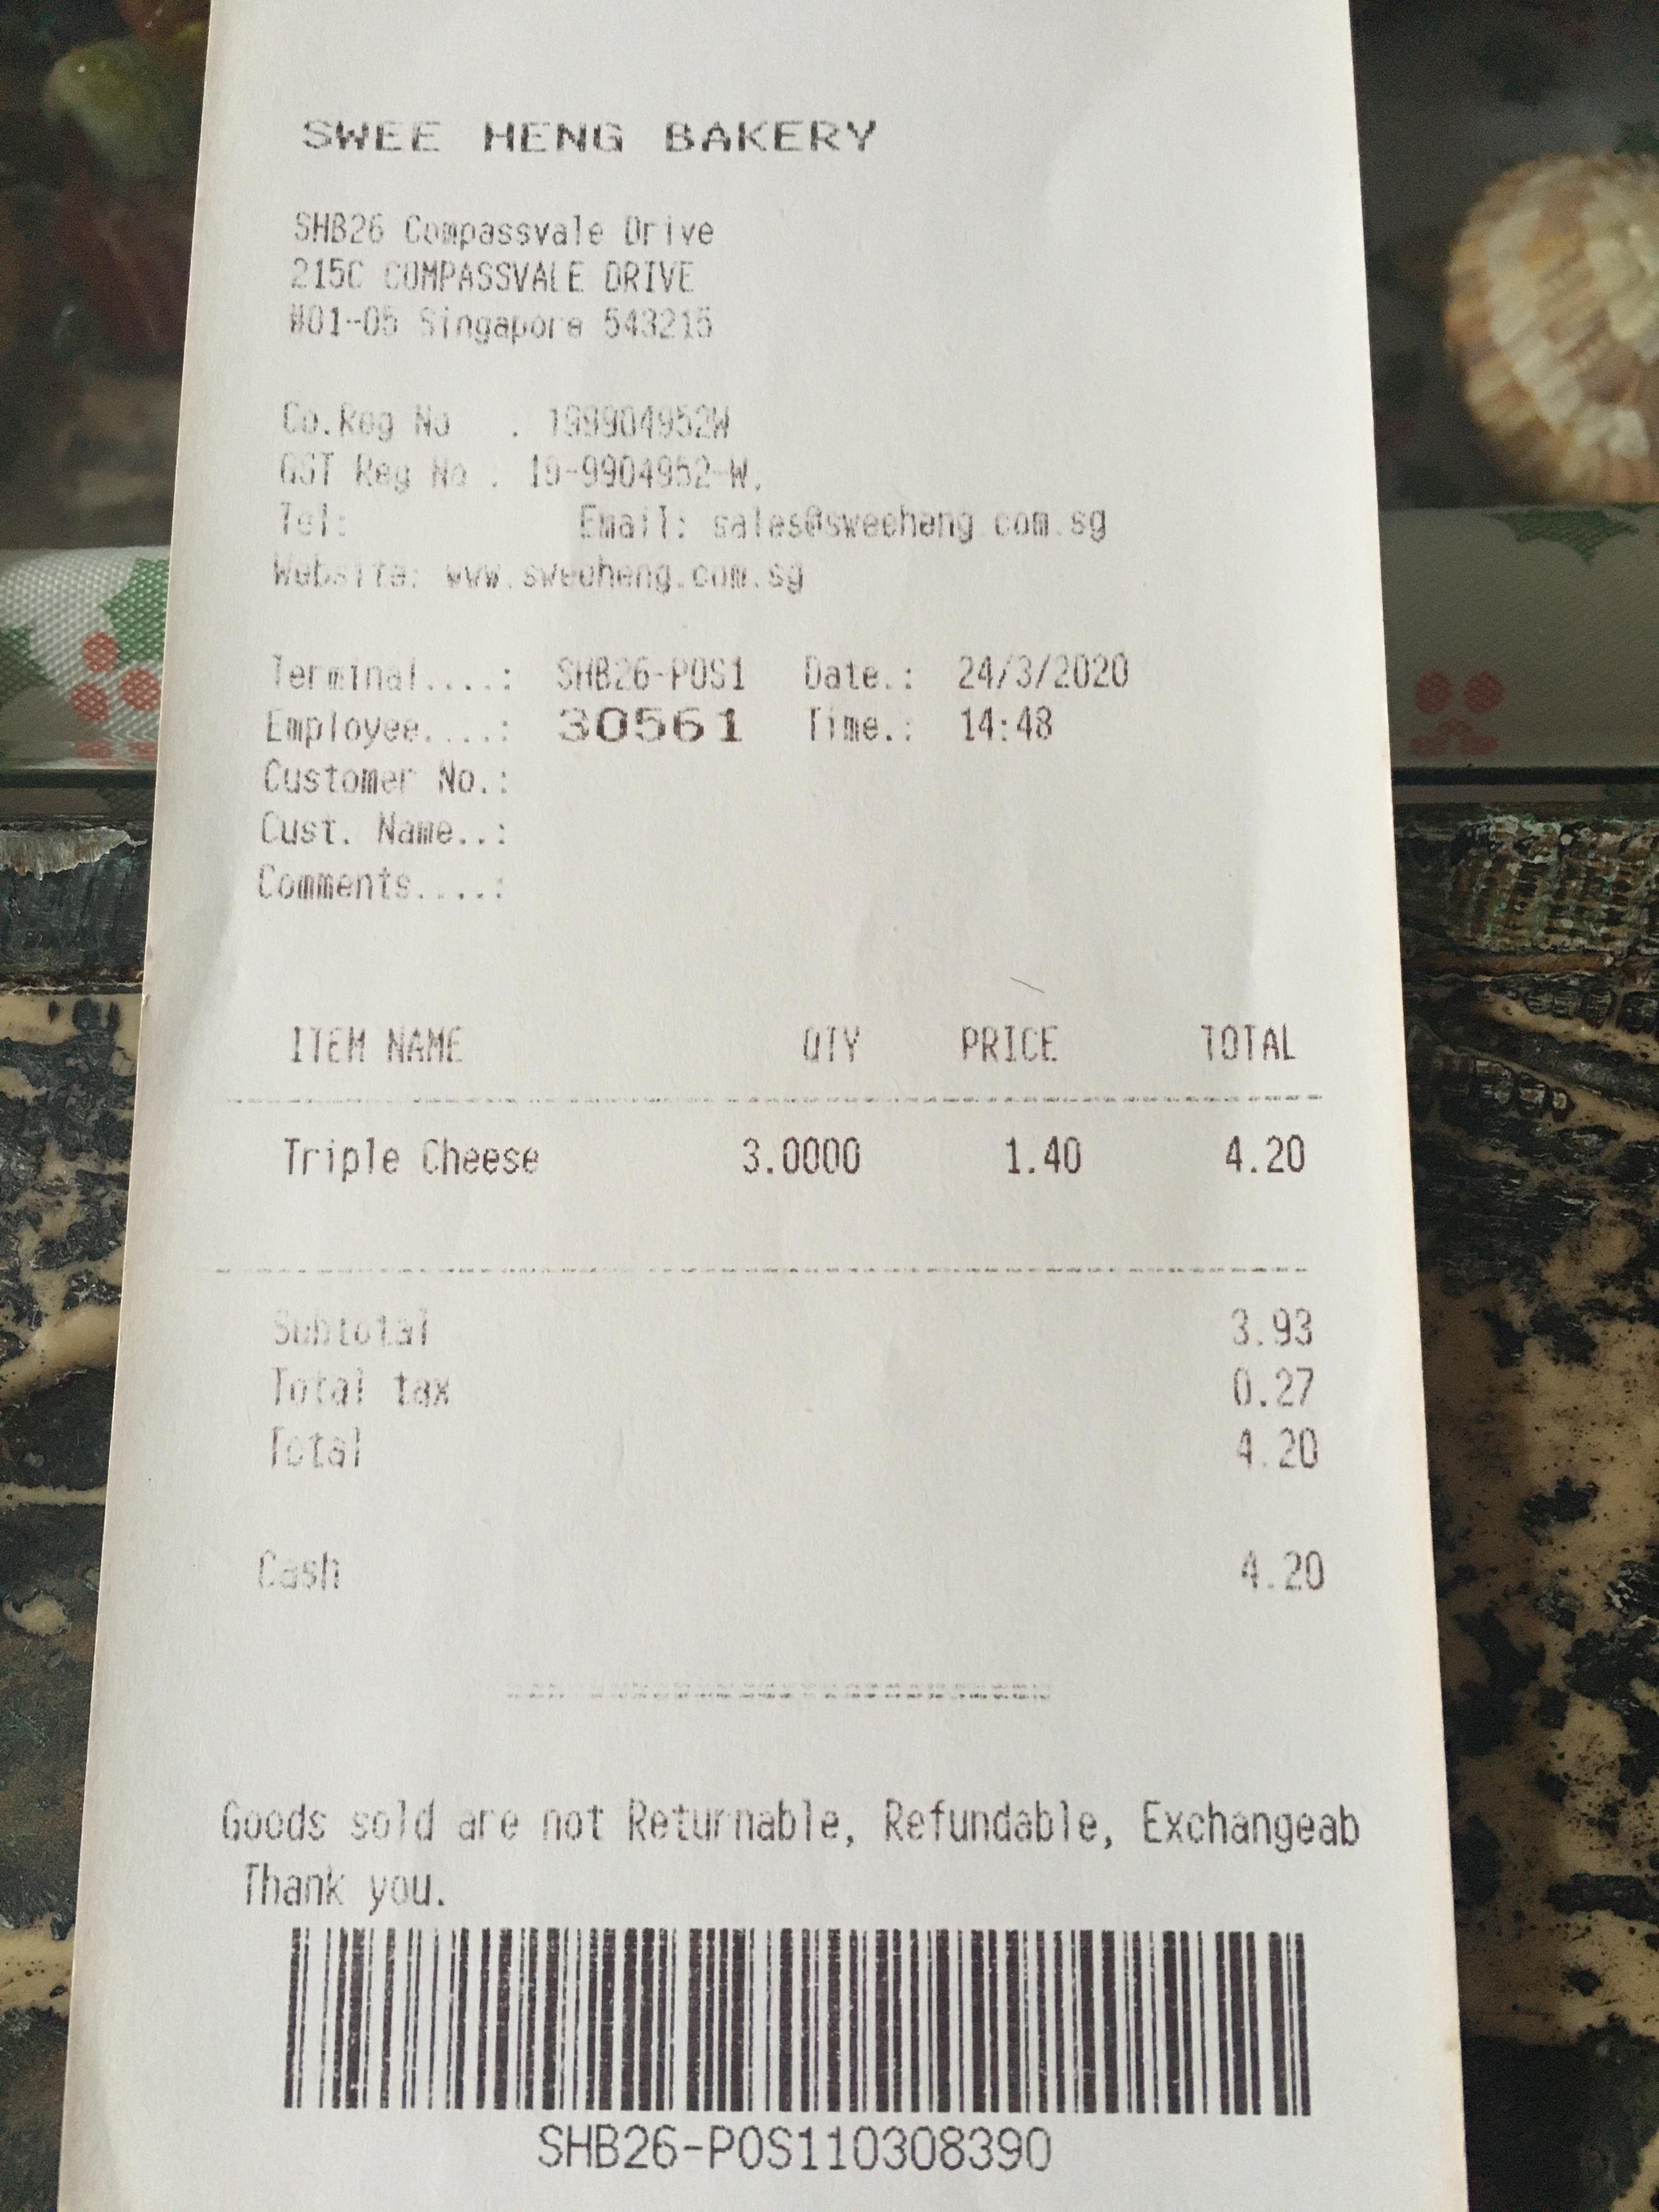 SWEE HENG BAKERY
SHB26 Compassvale Drive
215C COMPASSVALE DRIVE
#01-05 Singapore 543215
Co.Reg No : 199904952W
GST Reg No : 19-9904952-W,
Tel: Email: sales@sweeheng.com.sg
Website: www.sweeheng.com.sg
Terminal....: SHB26-POS1 Date.: 24/3/2020
Employee....: 30561 Time.: 14:48
Customer No.:
Cust. Name..:
Comments....:
ITEM NAME QTY PRICE TOTAL
Triple Cheese 3.0000 1.40 4.20
Subtotal 3.93
Total tax 0.27
Total 4.20
Cash 4.20
Goods sold are not Returnable, Refundable, Exchangeab
Thank you.
SHB26-POS110308390